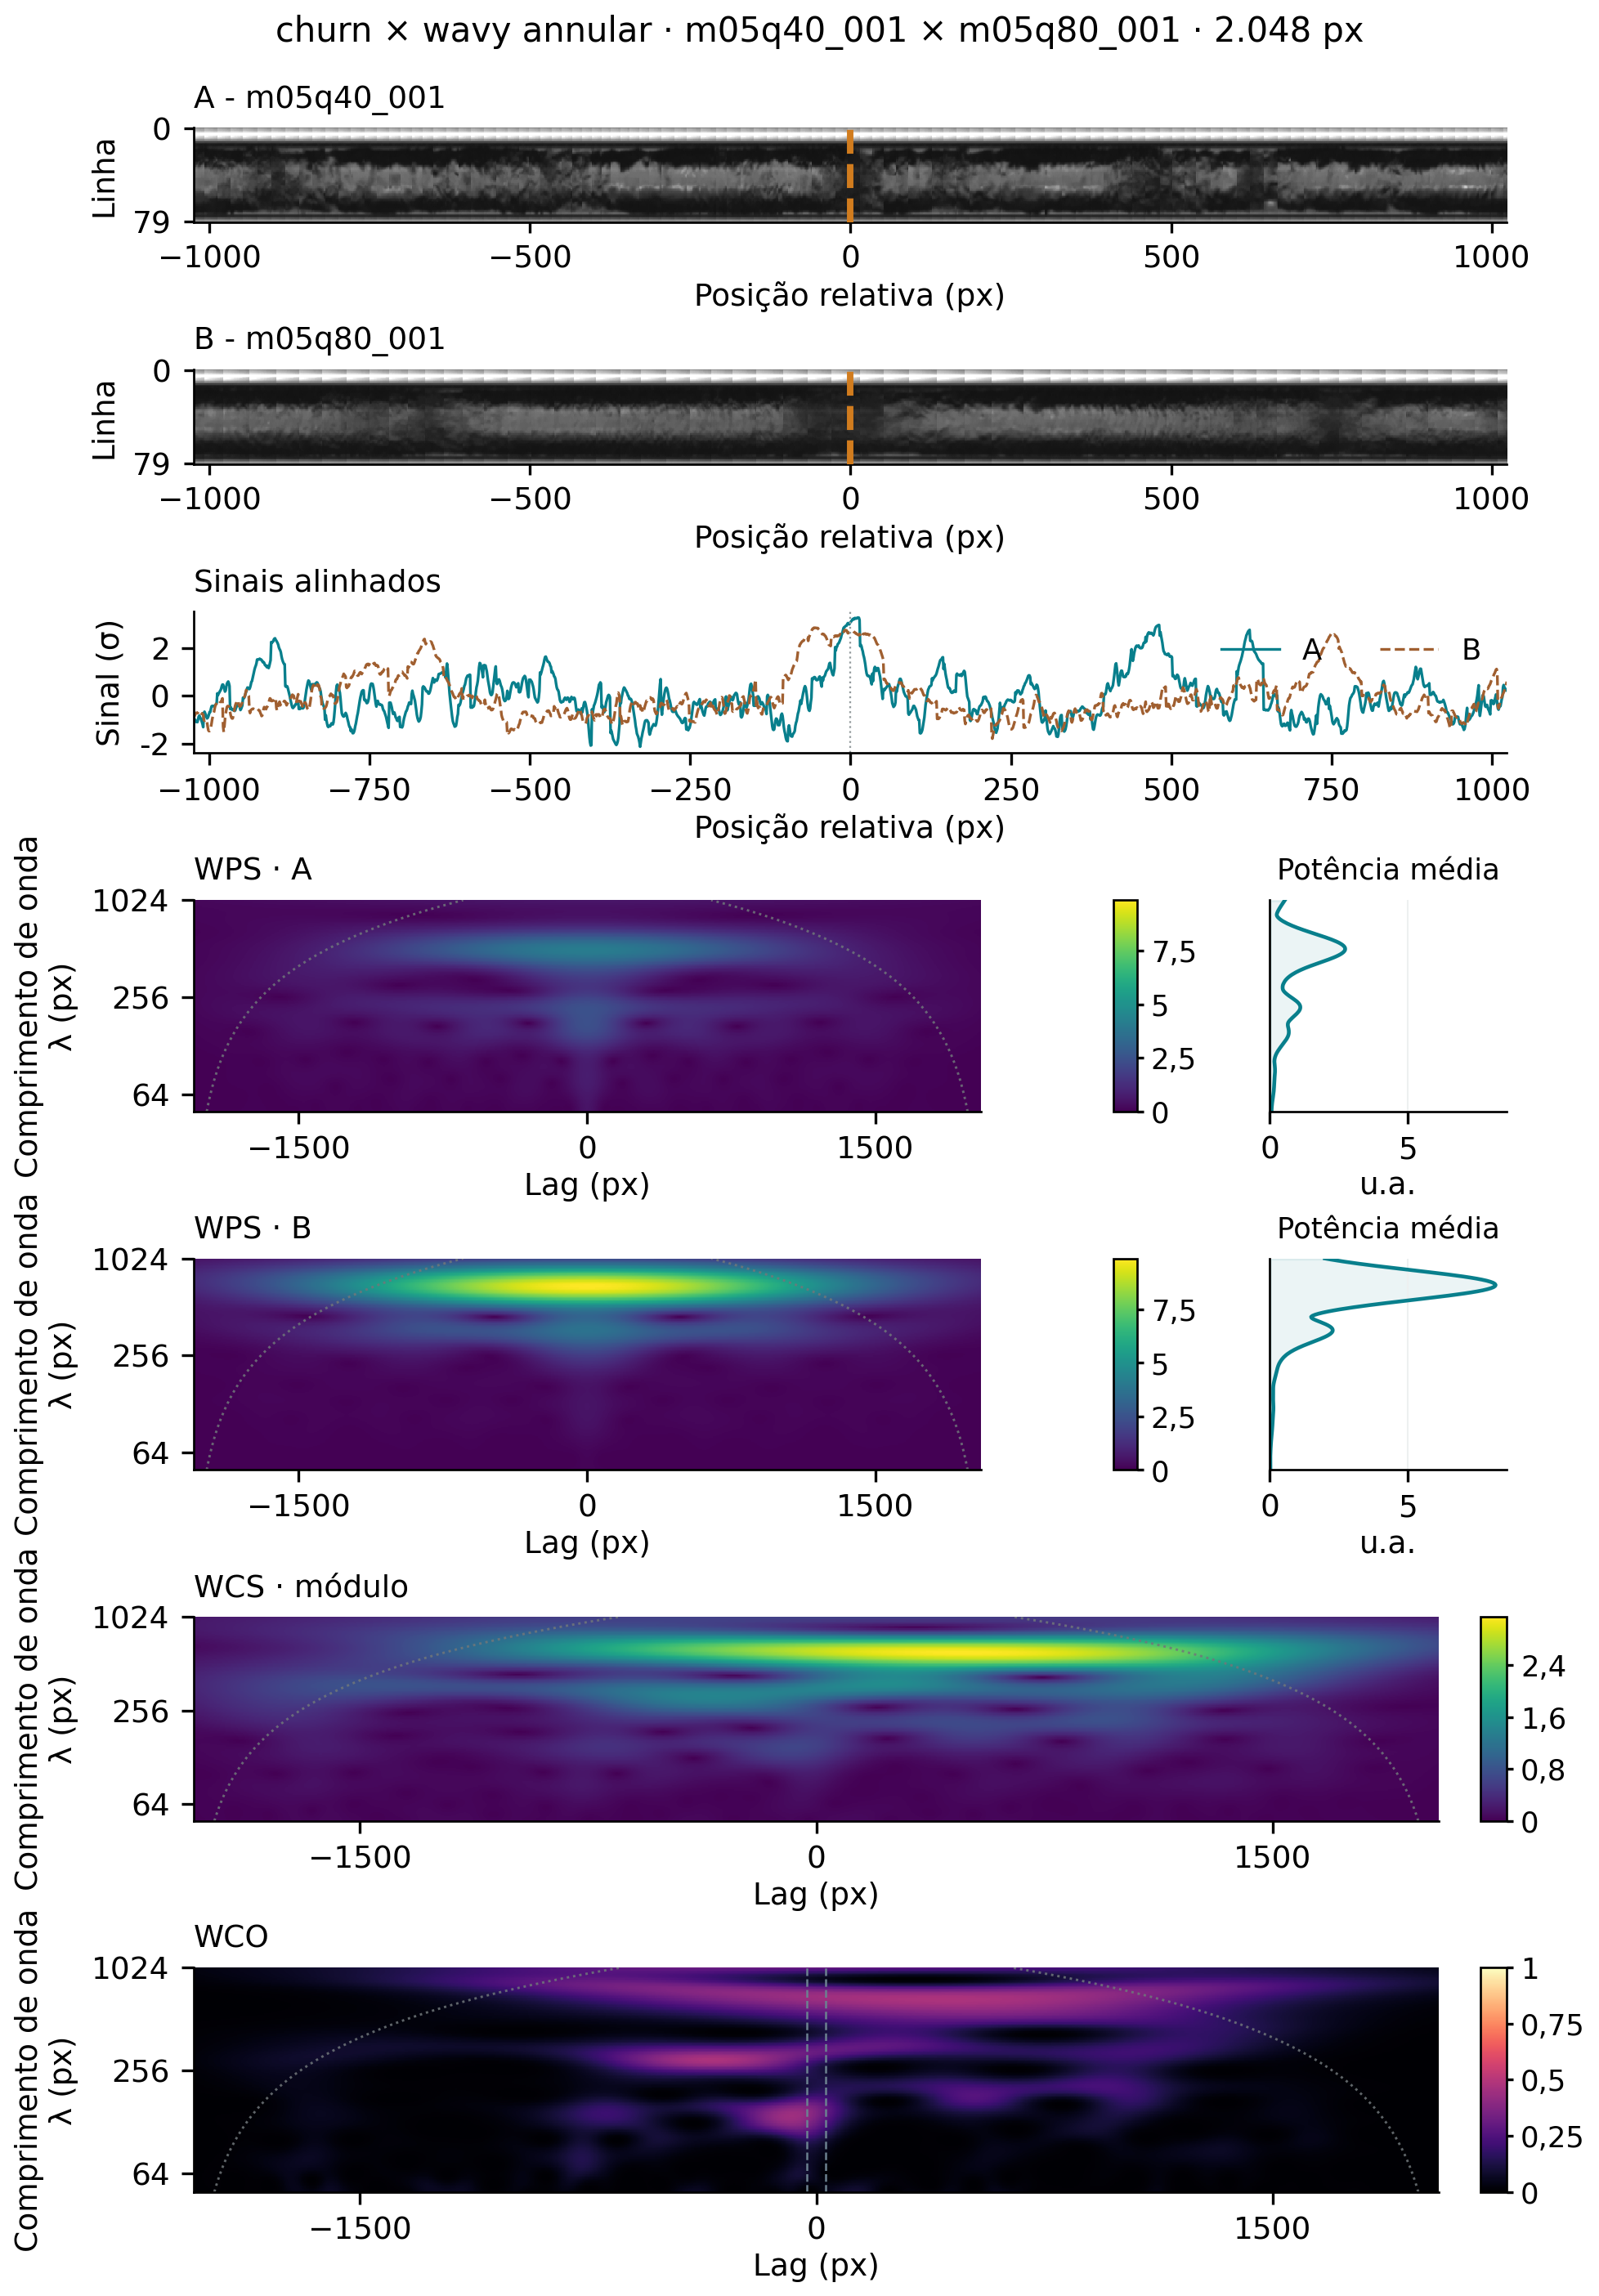 churn × wavy annular · m05q40_001 × m05q80_001 · 2.048 px
A - m05q40_001
Linha
0
79
−1000 −500 0 500 1000
Posição relativa (px)
B - m05q80_001
Linha
0
79
−1000 −500 0 500 1000
Posição relativa (px)
Sinais alinhados
Sinal (σ)
2
0
-2
A B
−1000 −750 −500 −250 0 250 500 750 1000
Posição relativa (px)
WPS · A
Comprimento de onda
λ (px)
1024
256
64
−1500 0 1500
Lag (px)
7,5
5
2,5
0
Potência média
0 5
u.a.
WPS · B
Comprimento de onda
λ (px)
1024
256
64
−1500 0 1500
Lag (px)
7,5
5
2,5
0
Potência média
0 5
u.a.
WCS · módulo
Comprimento de onda
λ (px)
1024
256
64
−1500 0 1500
Lag (px)
2,4
1,6
0,8
0
WCO
Comprimento de onda
λ (px)
1024
256
64
−1500 0 1500
Lag (px)
1
0,75
0,5
0,25
0